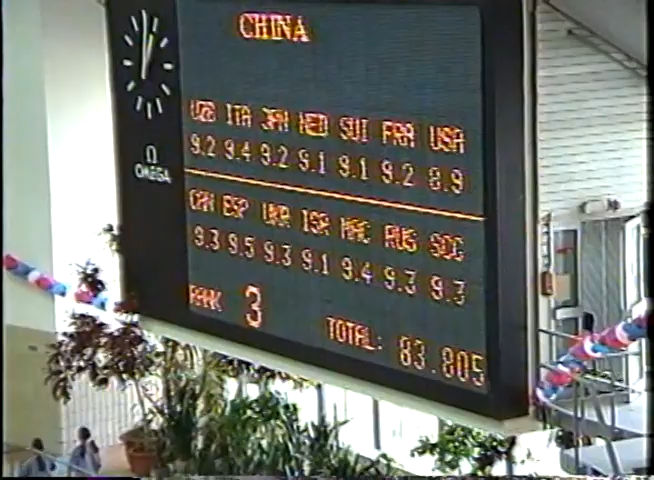 CHINA
UZB ITA JPN NED SUI FRA USA
9.2 9.4 9.2 9.1 9.1 9.2 8.9
Ω
OMEGA
CAN ESP UKR ISR MAC RUS SCG
9.3 9.5 9.3 9.1 9.4 9.3 9.3
RANK 3 TOTAL: 83.805